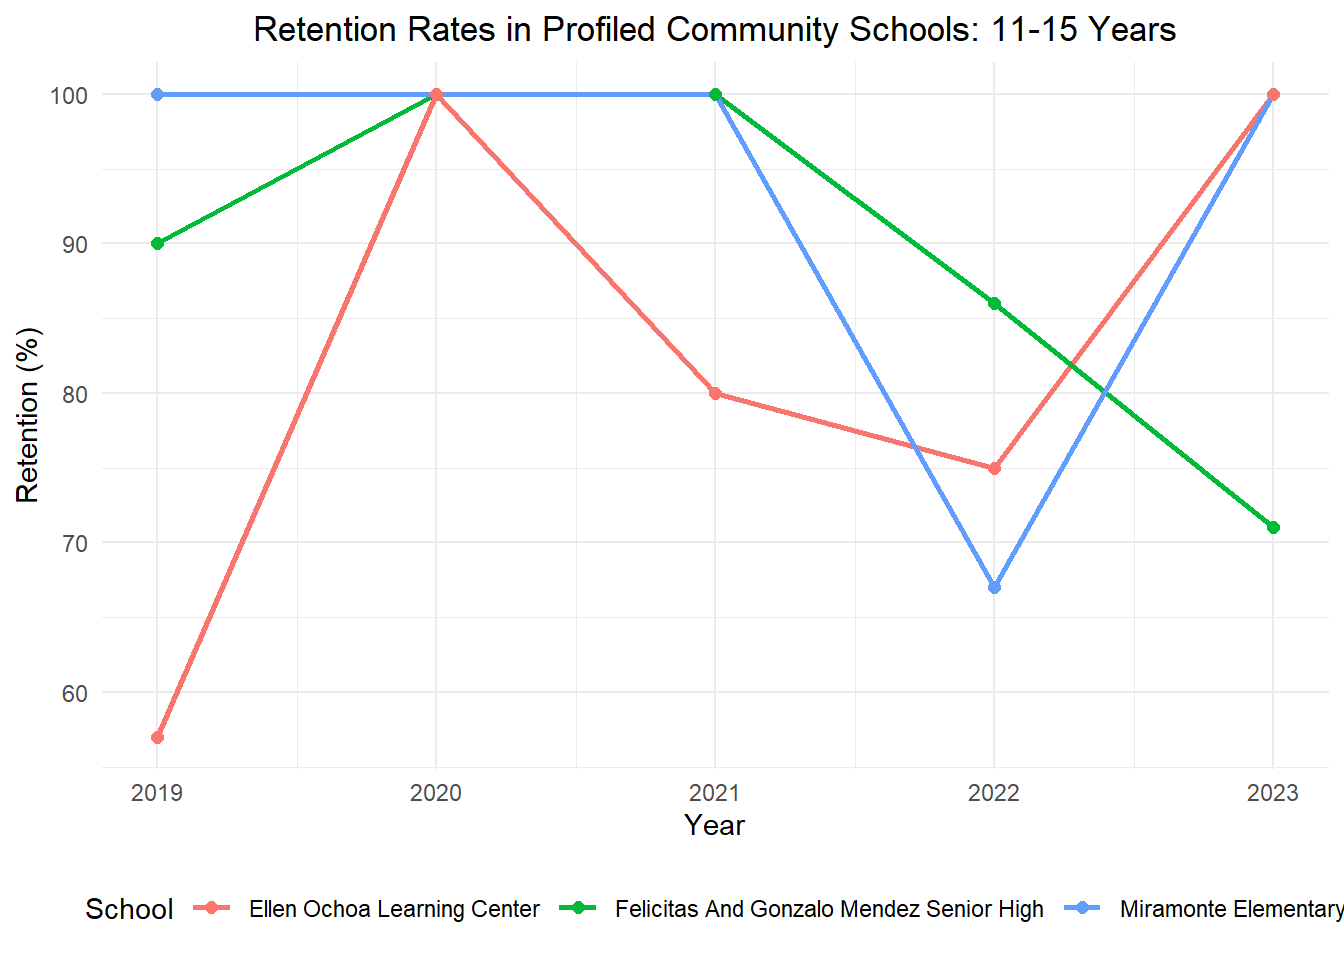 Retention Rates in Profiled Community Schools: 11-15 Years
100
90
80
70
60
Retention (%)
2019 2020 2021 2022 2023
Year
School Ellen Ochoa Learning Center Felicitas And Gonzalo Mendez Senior High Miramonte Elementary